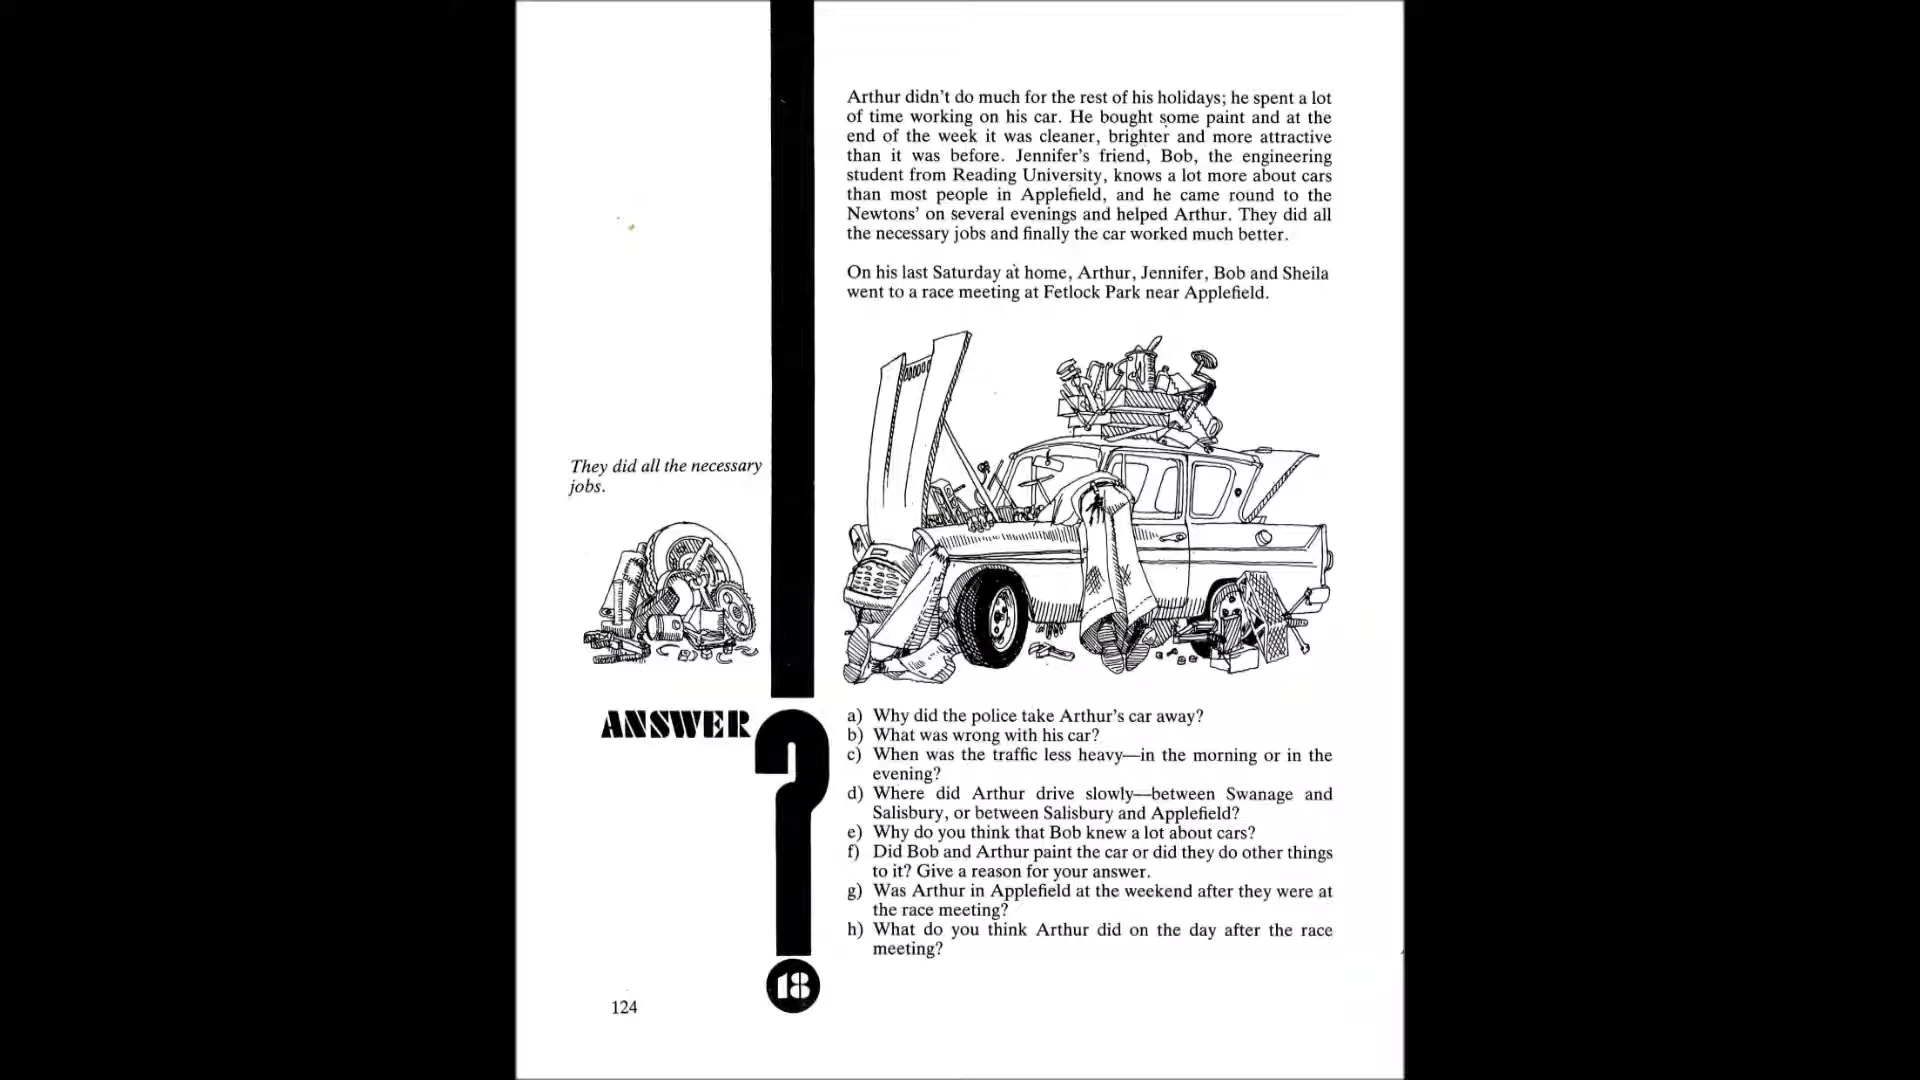 Arthur didn't do much for the rest of his holidays; he spent a lot
of time working on his car. He bought some paint and at the
end of the week it was cleaner, brighter and more attractive
than it was before. Jennifer's friend, Bob, the engineering
student from Reading University, knows a lot more about cars
than most people in Applefield, and he came round to the
Newtons' on several evenings and helped Arthur. They did all
the necessary jobs and finally the car worked much better.
On his last Saturday at home, Arthur, Jennifer, Bob and Sheila
went to a race meeting at Fetlock Park near Applefield.
They did all the necessary
jobs.
ANSWER
?
a) Why did the police take Arthur's car away?
b) What was wrong with his car?
c) When was the traffic less heavy—in the morning or in the
evening?
d) Where did Arthur drive slowly—between Swanage and
Salisbury, or between Salisbury and Applefield?
e) Why do you think that Bob knew a lot about cars?
f) Did Bob and Arthur paint the car or did they do other things
to it? Give a reason for your answer.
g) Was Arthur in Applefield at the weekend after they were at
the race meeting?
h) What do you think Arthur did on the day after the race
meeting?
18
124